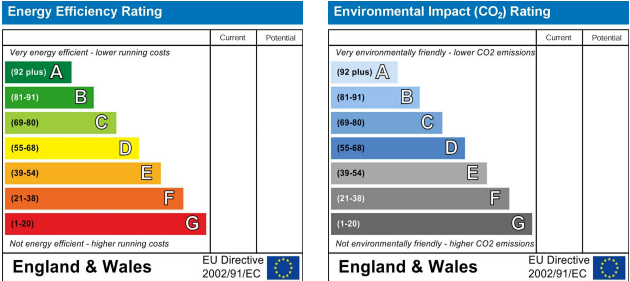 Energy Efficiency Rating
Current Potential
Very energy efficient - lower running costs
(92 plus) A
(81-91) B
(69-80) C
(55-68) D
(39-54) E
(21-38) F
(1-20) G
Not energy efficient - higher running costs
England & Wales
EU Directive
2002/91/EC
Environmental Impact (CO₂) Rating
Current Potential
Very environmentally friendly - lower CO2 emissions
(92 plus) A
(81-91) B
(69-80) C
(55-68) D
(39-54) E
(21-38) F
(1-20) G
Not environmentally friendly - higher CO2 emissions
England & Wales
EU Directive
2002/91/EC